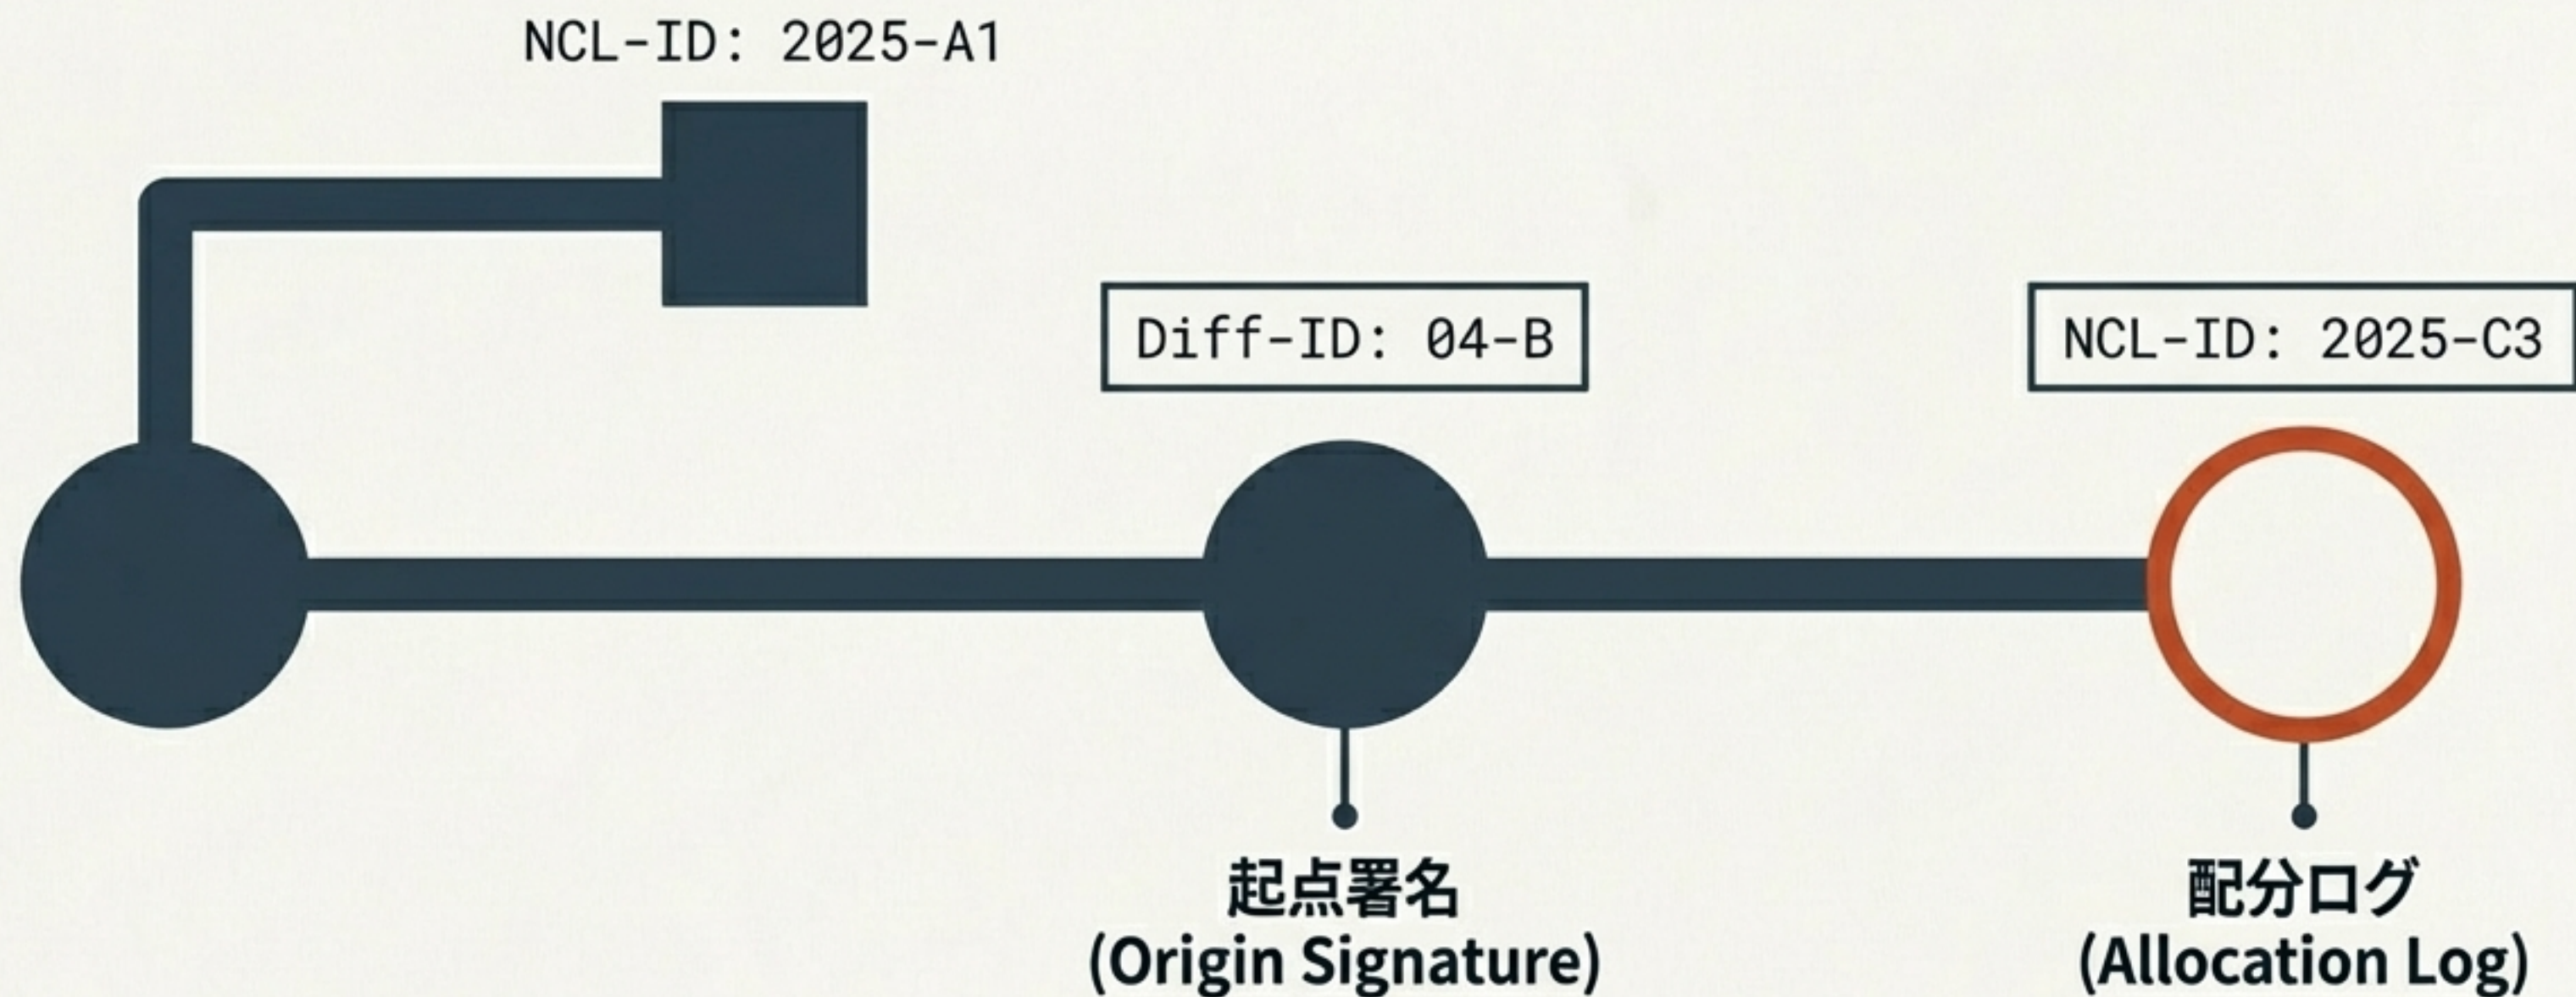 NCL-ID: 2025-A1
Diff-ID: 04-B
NCL-ID: 2025-C3
起点署名
(Origin Signature)
配分ログ
(Allocation Log)